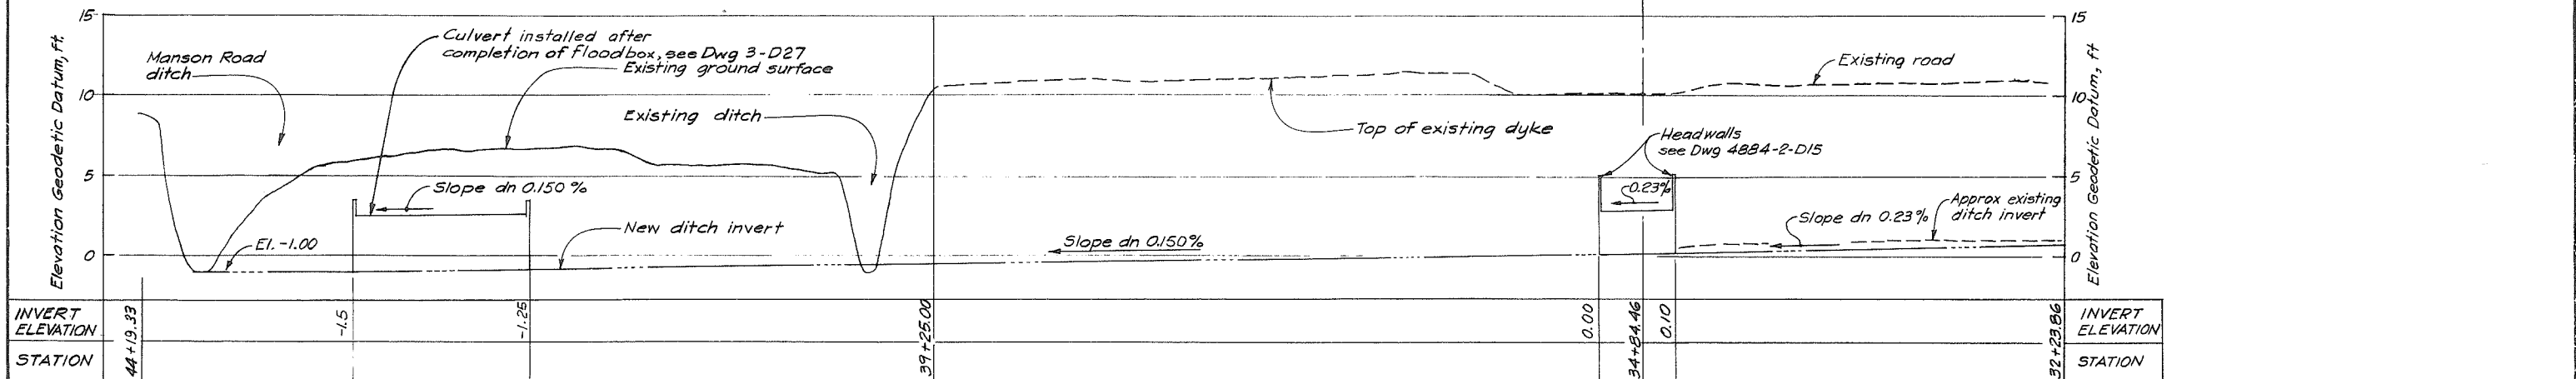 15
10
5
0
Elevation Geodetic Datum, ft.
Manson Road
ditch
Culvert installed after
completion of floodbox, see Dwg 3-D27
Existing ground surface
Existing ditch
Slope dn 0.150 %
El. -1.00
New ditch invert
Slope dn 0.150%
Top of existing dyke
Existing road
Headwalls
see Dwg 4884-2-D15
0.23%
Slope dn 0.23%
Approx existing
ditch invert
15
10
5
0
Elevation Geodetic Datum, ft
INVERT
ELEVATION
STATION
44+19.33
-1.5
-1.25
39+25.00
0.00
34+84.46
0.10
32+23.86
INVERT
ELEVATION
STATION